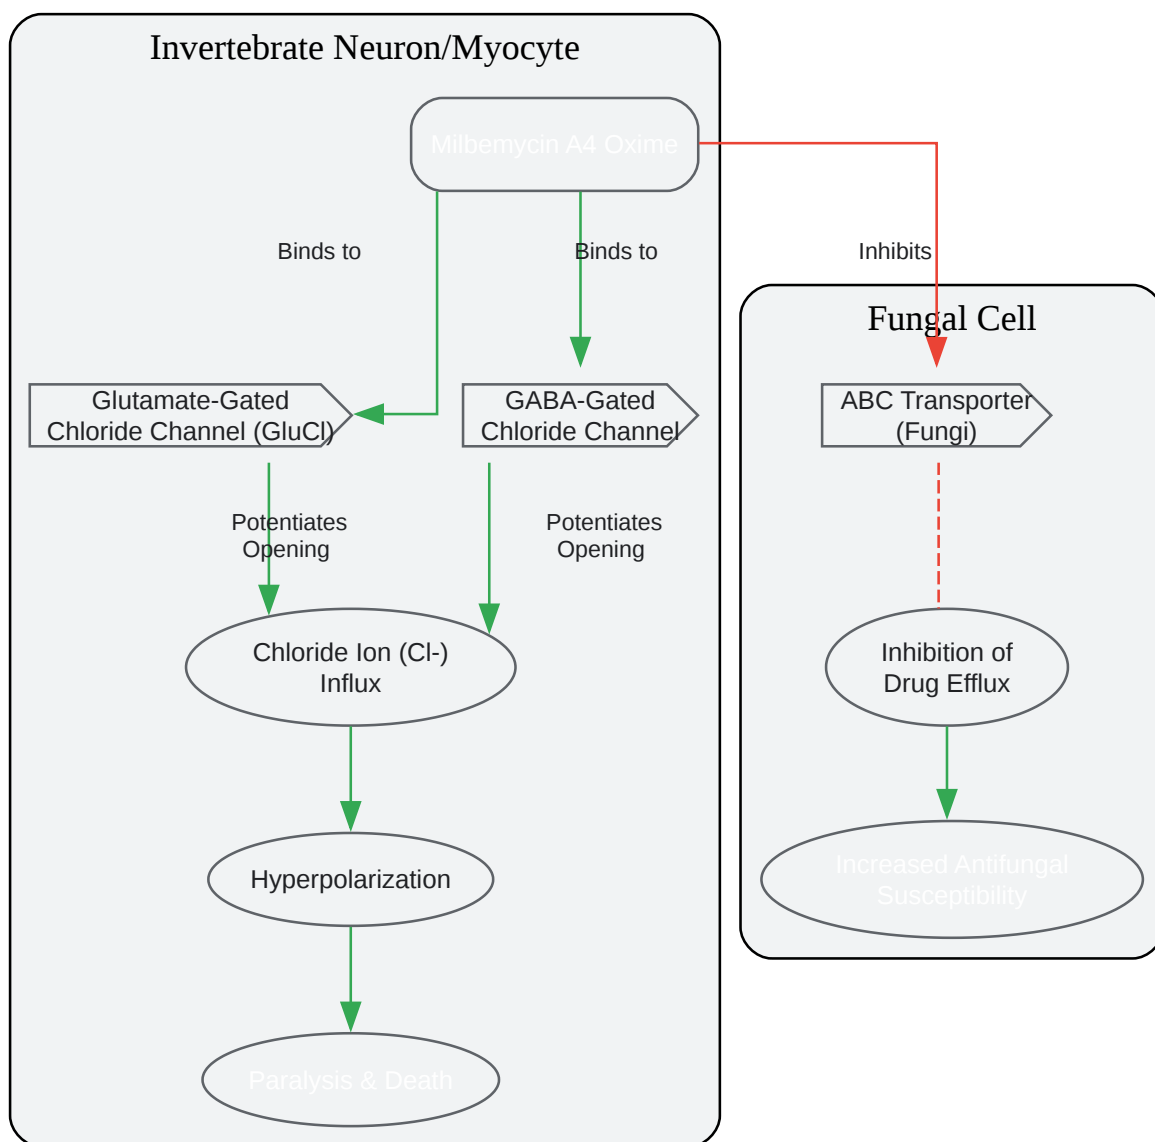 Invertebrate Neuron/Myocyte
Milbemycin A4 Oxime
Binds to
Binds to
Inhibits
Fungal Cell
Glutamate-Gated
Chloride Channel (GluCl)
GABA-Gated
Chloride Channel
ABC Transporter
(Fungi)
Potentiates
Opening
Potentiates
Opening
Chloride Ion (Cl-)
Influx
Inhibition of
Drug Efflux
Hyperpolarization
Increased Antifungal
Susceptibility
Paralysis & Death